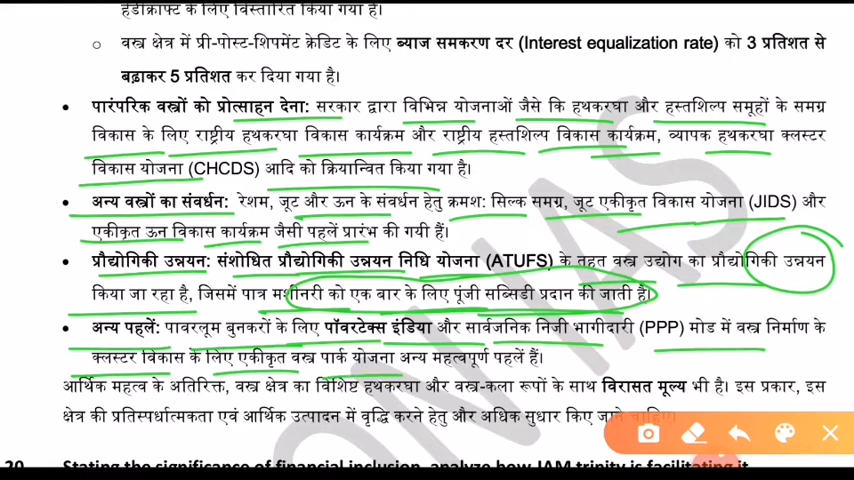 हैंडीक्राफ्ट के लिए विस्तारित किया गया है।
o वस्त्र क्षेत्र में प्री-पोस्ट-शिपमेंट क्रेडिट के लिए ब्याज समकरण दर (Interest equalization rate) को 3 प्रतिशत से
बढ़ाकर 5 प्रतिशत कर दिया गया है।
• पारंपरिक वस्त्रों को प्रोत्साहन देना: सरकार द्वारा विभिन्न योजनाओं जैसे कि हथकरघा और हस्तशिल्प समूहों के समग्र
विकास के लिए राष्ट्रीय हथकरघा विकास कार्यक्रम और राष्ट्रीय हस्तशिल्प विकास कार्यक्रम, व्यापक हथकरघा क्लस्टर
विकास योजना (CHCDS) आदि को क्रियान्वित किया गया है।
• अन्य वस्त्रों का संवर्धन: रेशम, जूट और ऊन के संवर्धन हेतु क्रमश: सिल्क समग्र, जूट एकीकृत विकास योजना (JIDS) और
एकीकृत ऊन विकास कार्यक्रम जैसी पहलें प्रारंभ की गयी हैं।
• प्रौद्योगिकी उन्नयन: संशोधित प्रौद्योगिकी उन्नयन निधि योजना (ATUFS) के तहत वस्त्र उद्योग का प्रौद्योगिकी उन्नयन
किया जा रहा है, जिसमें पात्र मशीनरी को एक बार के लिए पूंजी सब्सिडी प्रदान की जाती है।
• अन्य पहलें: पावरलूम बुनकरों के लिए पॉवरटेक्स इंडिया और सार्वजनिक निजी भागीदारी (PPP) मोड में वस्त्र निर्माण के
क्लस्टर विकास के लिए एकीकृत वस्त्र पार्क योजना अन्य महत्वपूर्ण पहलें हैं।
आर्थिक महत्व के अतिरिक्त, वस्त्र क्षेत्र का विशिष्ट हथकरघा और वस्त्र-कला रूपों के साथ विरासत मूल्य भी है। इस प्रकार, इस
क्षेत्र की प्रतिस्पर्धात्मकता एवं आर्थिक उत्पादन में वृद्धि करने हेतु और अधिक सुधार किए जाने चाहिए।
20. Stating the significance of financial inclusion, analyze how JAM trinity is facilitating it